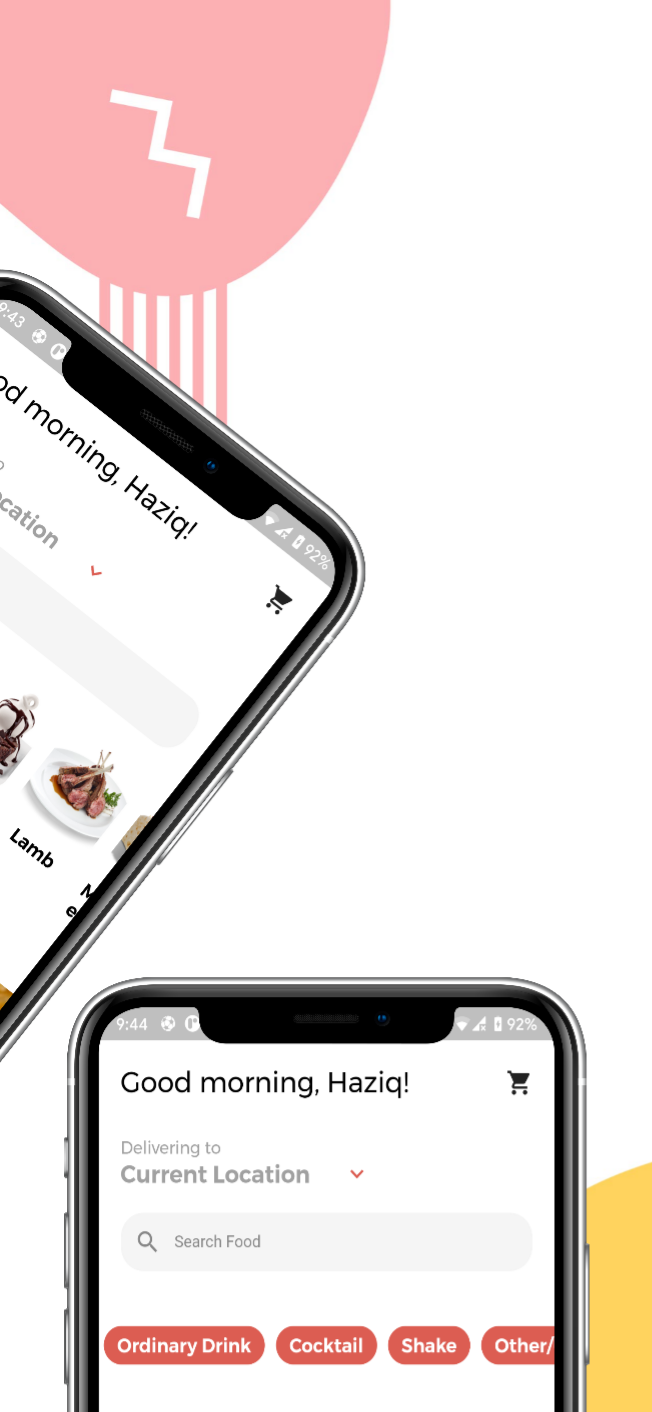 9:43
92%
od morning, Haziq!
cation
Lamb
M
e
9:44
92%
Good morning, Haziq!
Delivering to
Current Location
Search Food
Ordinary Drink
Cocktail
Shake
Other/